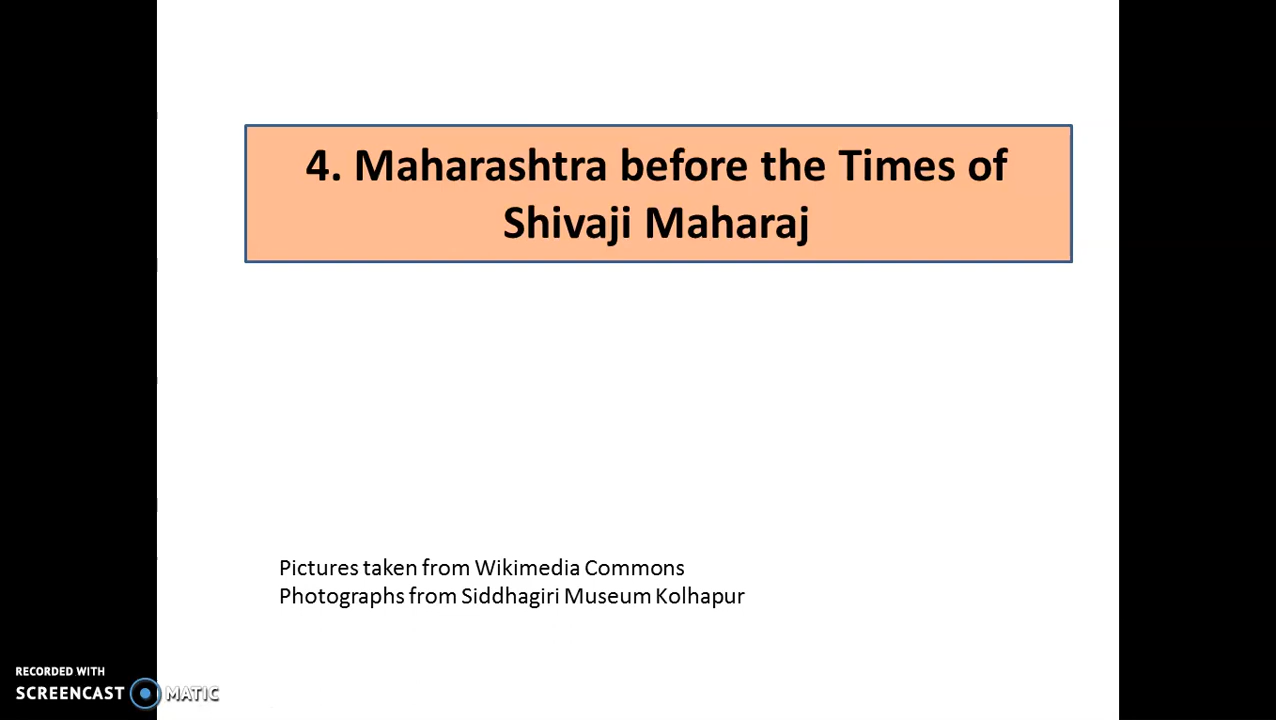 4. Maharashtra before the Times of
Shivaji Maharaj
Pictures taken from Wikimedia Commons
Photographs from Siddhagiri Museum Kolhapur
RECORDED WITH
SCREENCAST MATIC